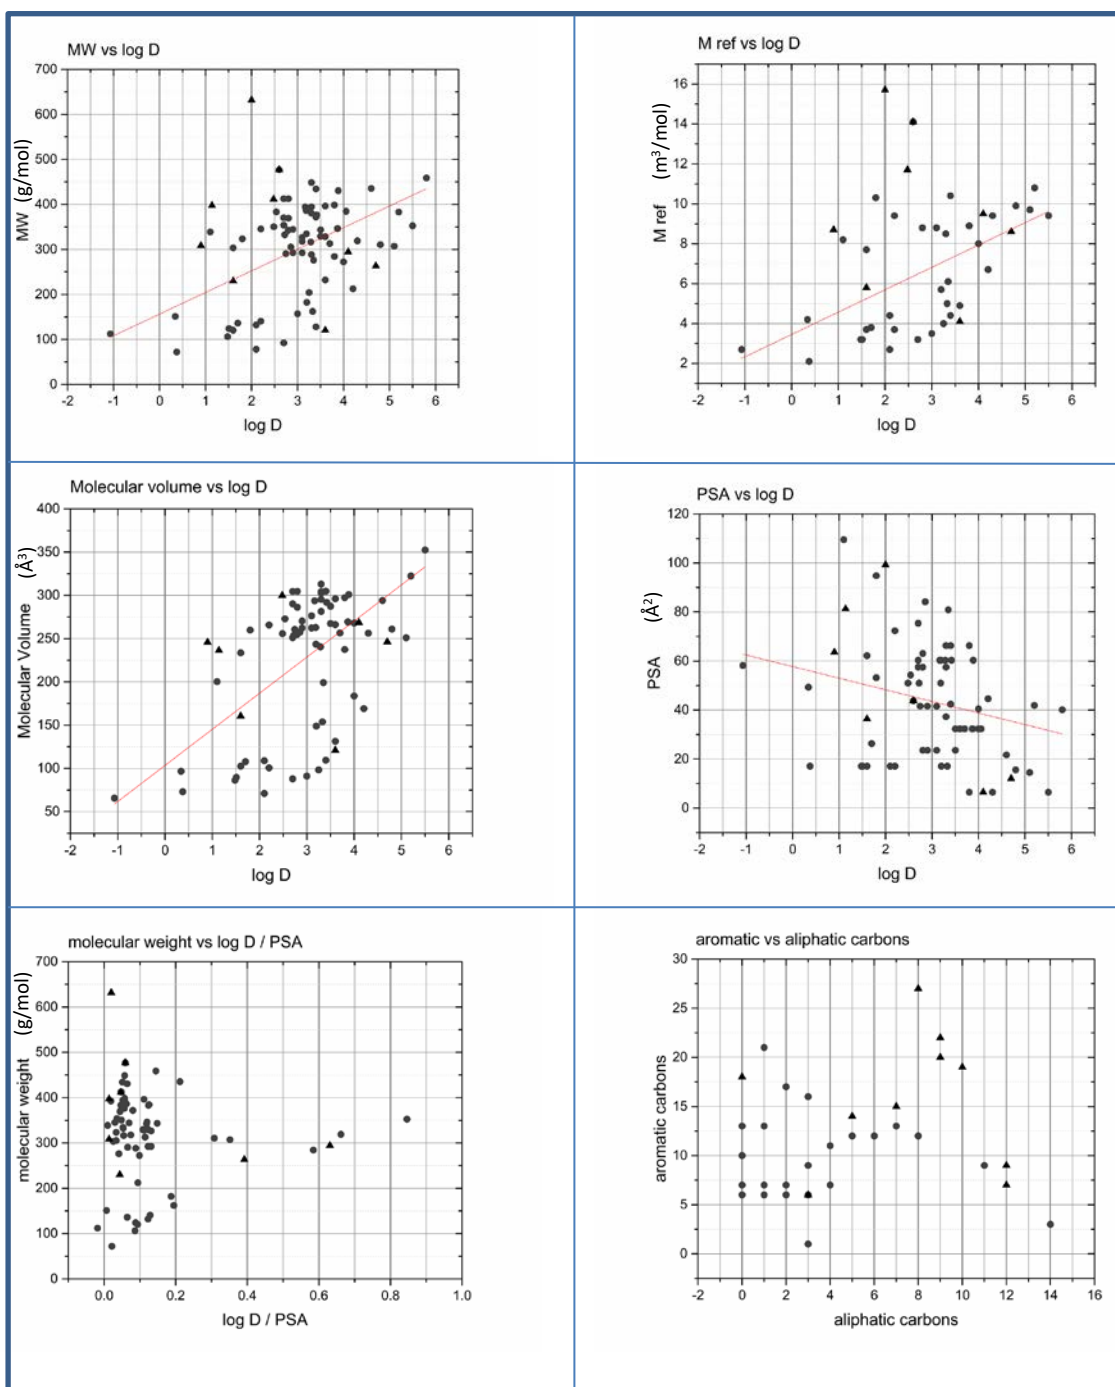 MW vs log D
700
600
500
400
300
200
100
0
-2 -1 0 1 2 3 4 5 6
MW (g/mol)
log D
M ref vs log D
16
14
12
10
8
6
4
2
-2 -1 0 1 2 3 4 5 6
M ref (m³/mol)
log D
Molecular volume vs log D
400
350
300
250
200
150
100
50
-2 -1 0 1 2 3 4 5 6
Molecular Volume (Å³)
log D
PSA vs log D
120
100
80
60
40
20
0
-2 -1 0 1 2 3 4 5 6
PSA (Å²)
log D
molecular weight vs log D / PSA
700
600
500
400
300
200
100
0
0.0 0.2 0.4 0.6 0.8 1.0
molecular weight (g/mol)
log D / PSA
aromatic vs aliphatic carbons
30
25
20
15
10
5
0
-2 0 2 4 6 8 10 12 14 16
aromatic carbons
aliphatic carbons